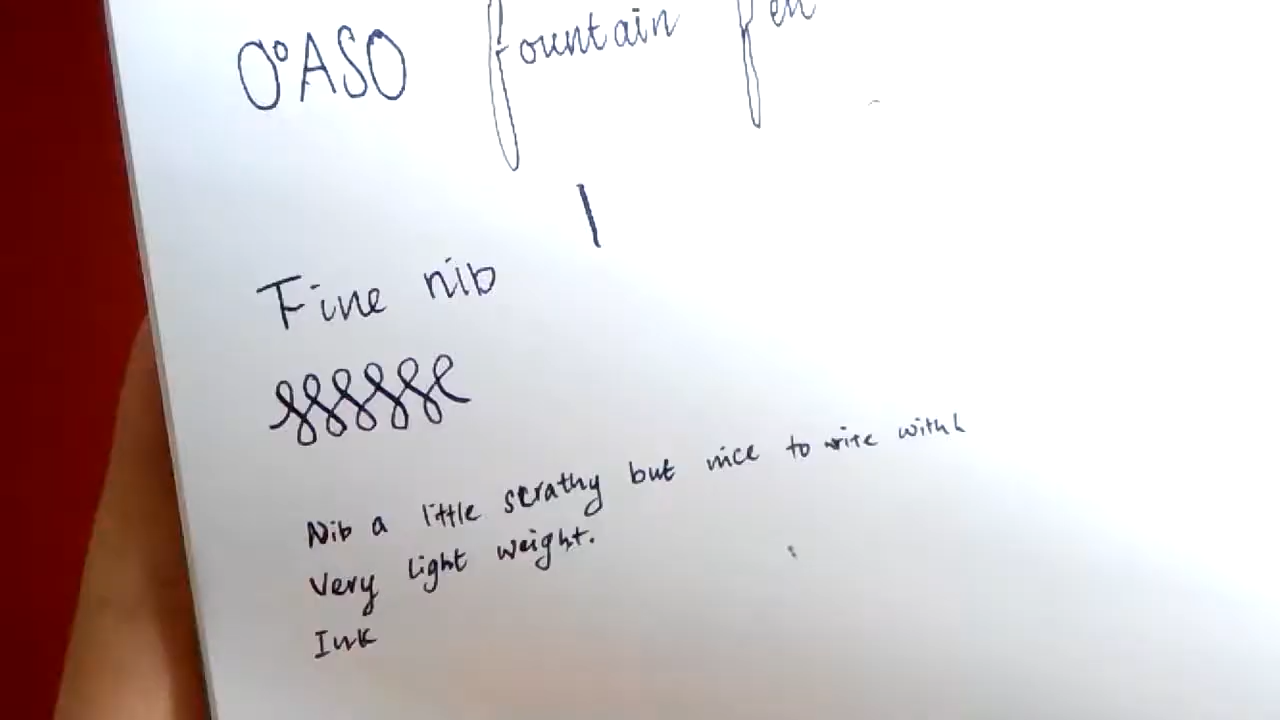 O°ASO fountain Pen
Fine nib
Nib a little scrathy but nice to write with
Very light weight.
Ink